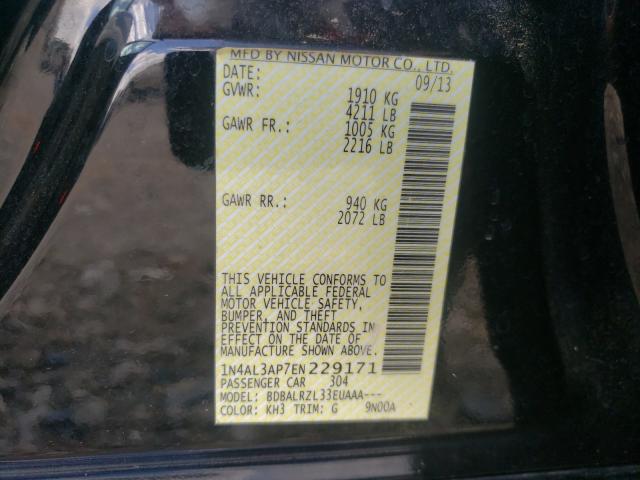 MFD BY NISSAN MOTOR CO., LTD.
DATE: 09/13
GVWR: 1910 KG
4211 LB
GAWR FR.: 1005 KG
2216 LB
GAWR RR.: 940 KG
2072 LB
THIS VEHICLE CONFORMS TO
ALL APPLICABLE FEDERAL
MOTOR VEHICLE SAFETY,
BUMPER, AND THEFT
PREVENTION STANDARDS IN
EFFECT ON THE DATE OF
MANUFACTURE SHOWN ABOVE.
1N4AL3AP7EN229171
PASSENGER CAR 304
MODEL: BDBALRZL33EUAAA---
COLOR: KH3 TRIM: G 9N00A